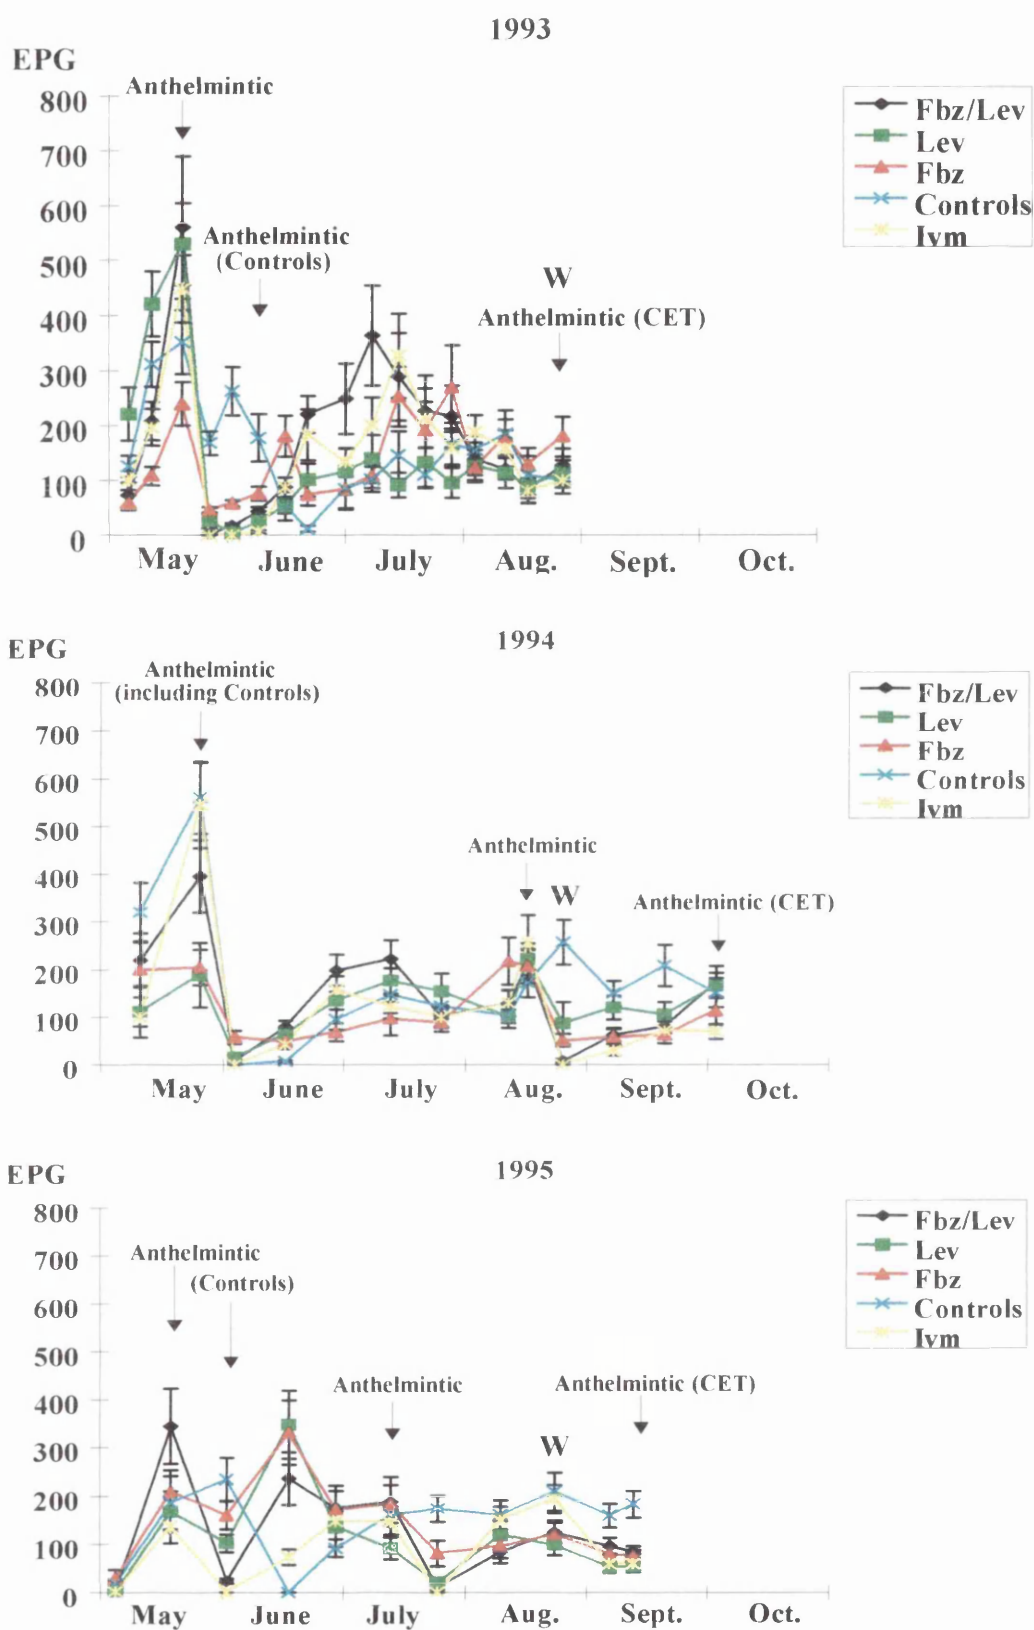 1993
EPG
Anthelmintic
800
700
600
500
400
300
200
100
0
Anthelmintic
(Controls)
W
Anthelmintic (CET)
Fbz/Lev
Lev
Fbz
Controls
Ivm
May June July Aug. Sept. Oct.
1994
EPG
Anthelmintic
(including Controls)
800
700
600
500
400
300
200
100
0
Anthelmintic
W
Anthelmintic (CET)
Fbz/Lev
Lev
Fbz
Controls
Ivm
May June July Aug. Sept. Oct.
1995
EPG
800
700
600
500
400
300
200
100
0
Anthelmintic
(Controls)
Anthelmintic
Anthelmintic (CET)
W
Fbz/Lev
Lev
Fbz
Controls
Ivm
May June July Aug. Sept. Oct.